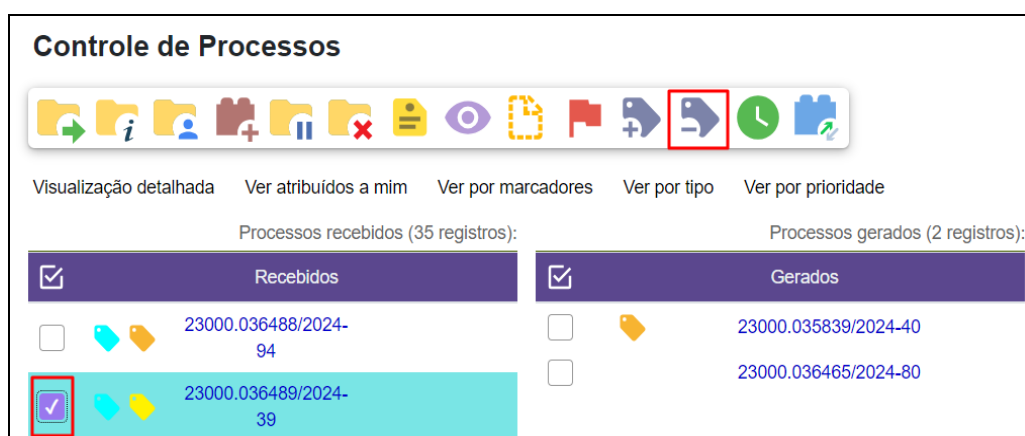 Controle de Processos
Visualização detalhada Ver atribuídos a mim Ver por marcadores Ver por tipo Ver por prioridade
Processos recebidos (35 registros):
Recebidos
23000.036488/2024-
94
23000.036489/2024-
39
Processos gerados (2 registros):
Gerados
23000.035839/2024-40
23000.036465/2024-80